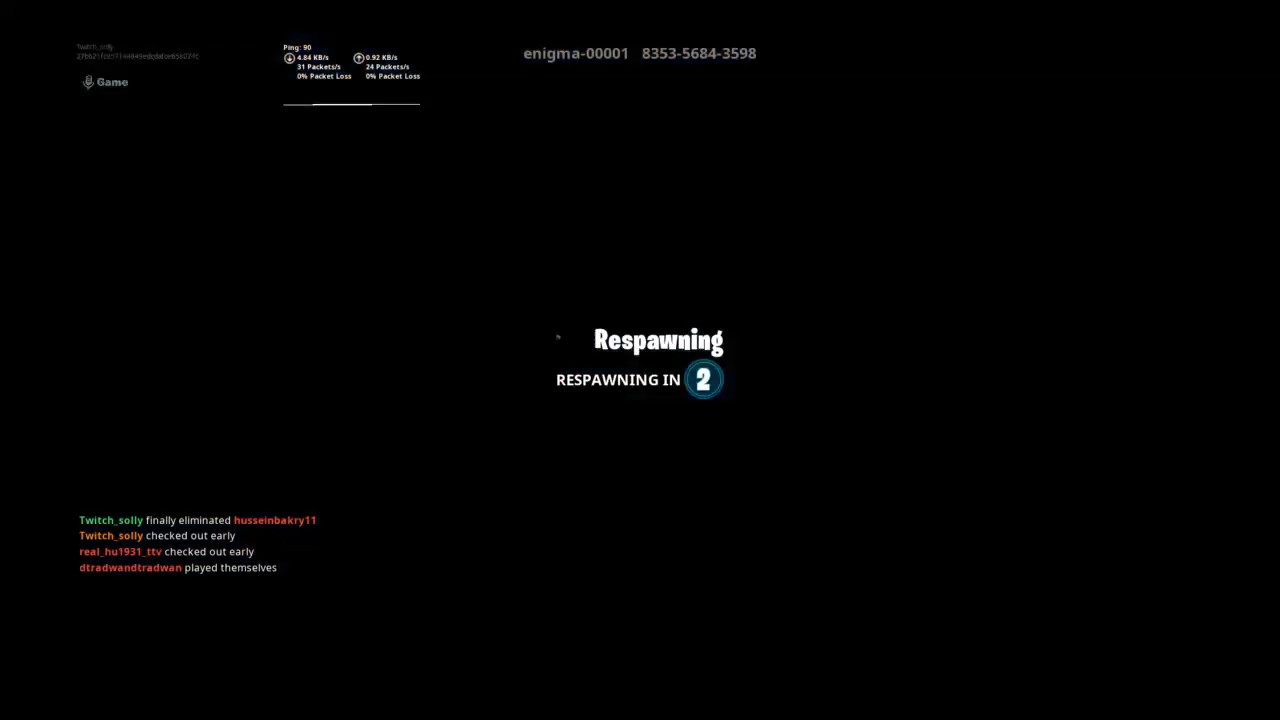 Twitch_solly
Game
Ping: 90
4.84 KB/s 0.92 KB/s
31 Packets/s 24 Packets/s
0% Packet Loss 0% Packet Loss
enigma-00001 8353-5684-3598
Respawning
RESPAWNING IN 2
Twitch_solly finally eliminated husseinbakry11
Twitch_solly checked out early
real_hu1931_ttv checked out early
dtradwandtradwan played themselves